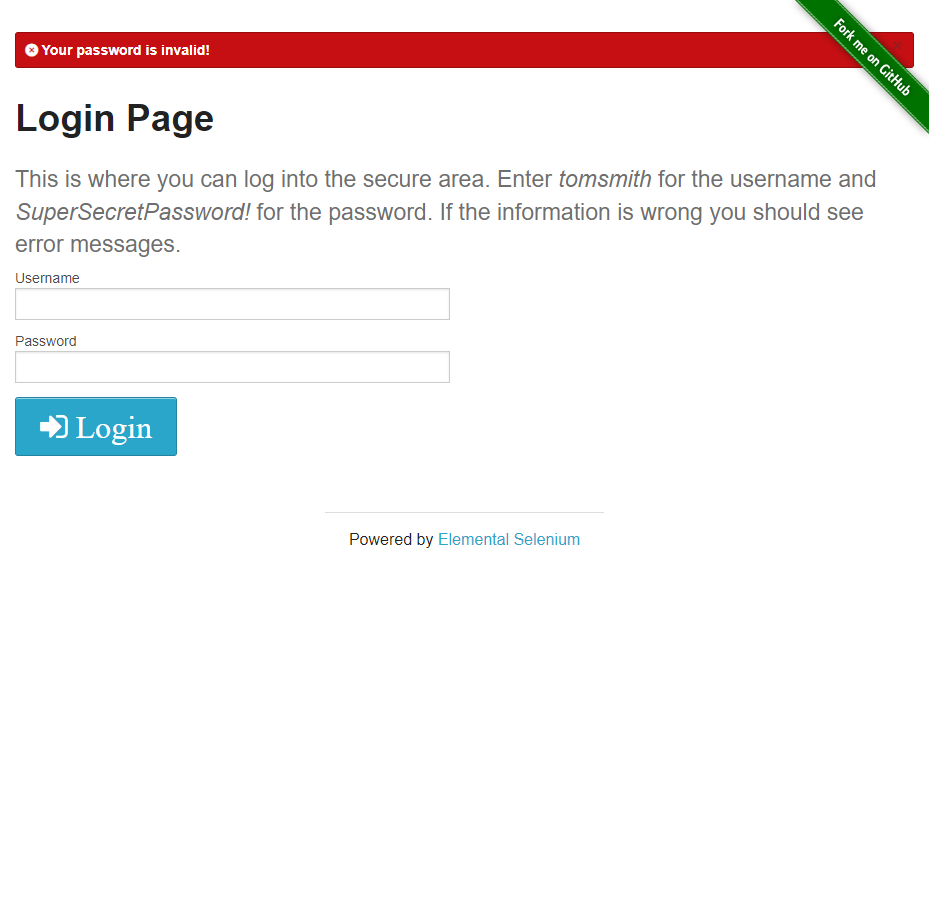 Your password is invalid!
Fork me on GitHub
Login Page
This is where you can log into the secure area. Enter tomsmith for the username and
SuperSecretPassword! for the password. If the information is wrong you should see
error messages.
Username
Password
Login
Powered by Elemental Selenium